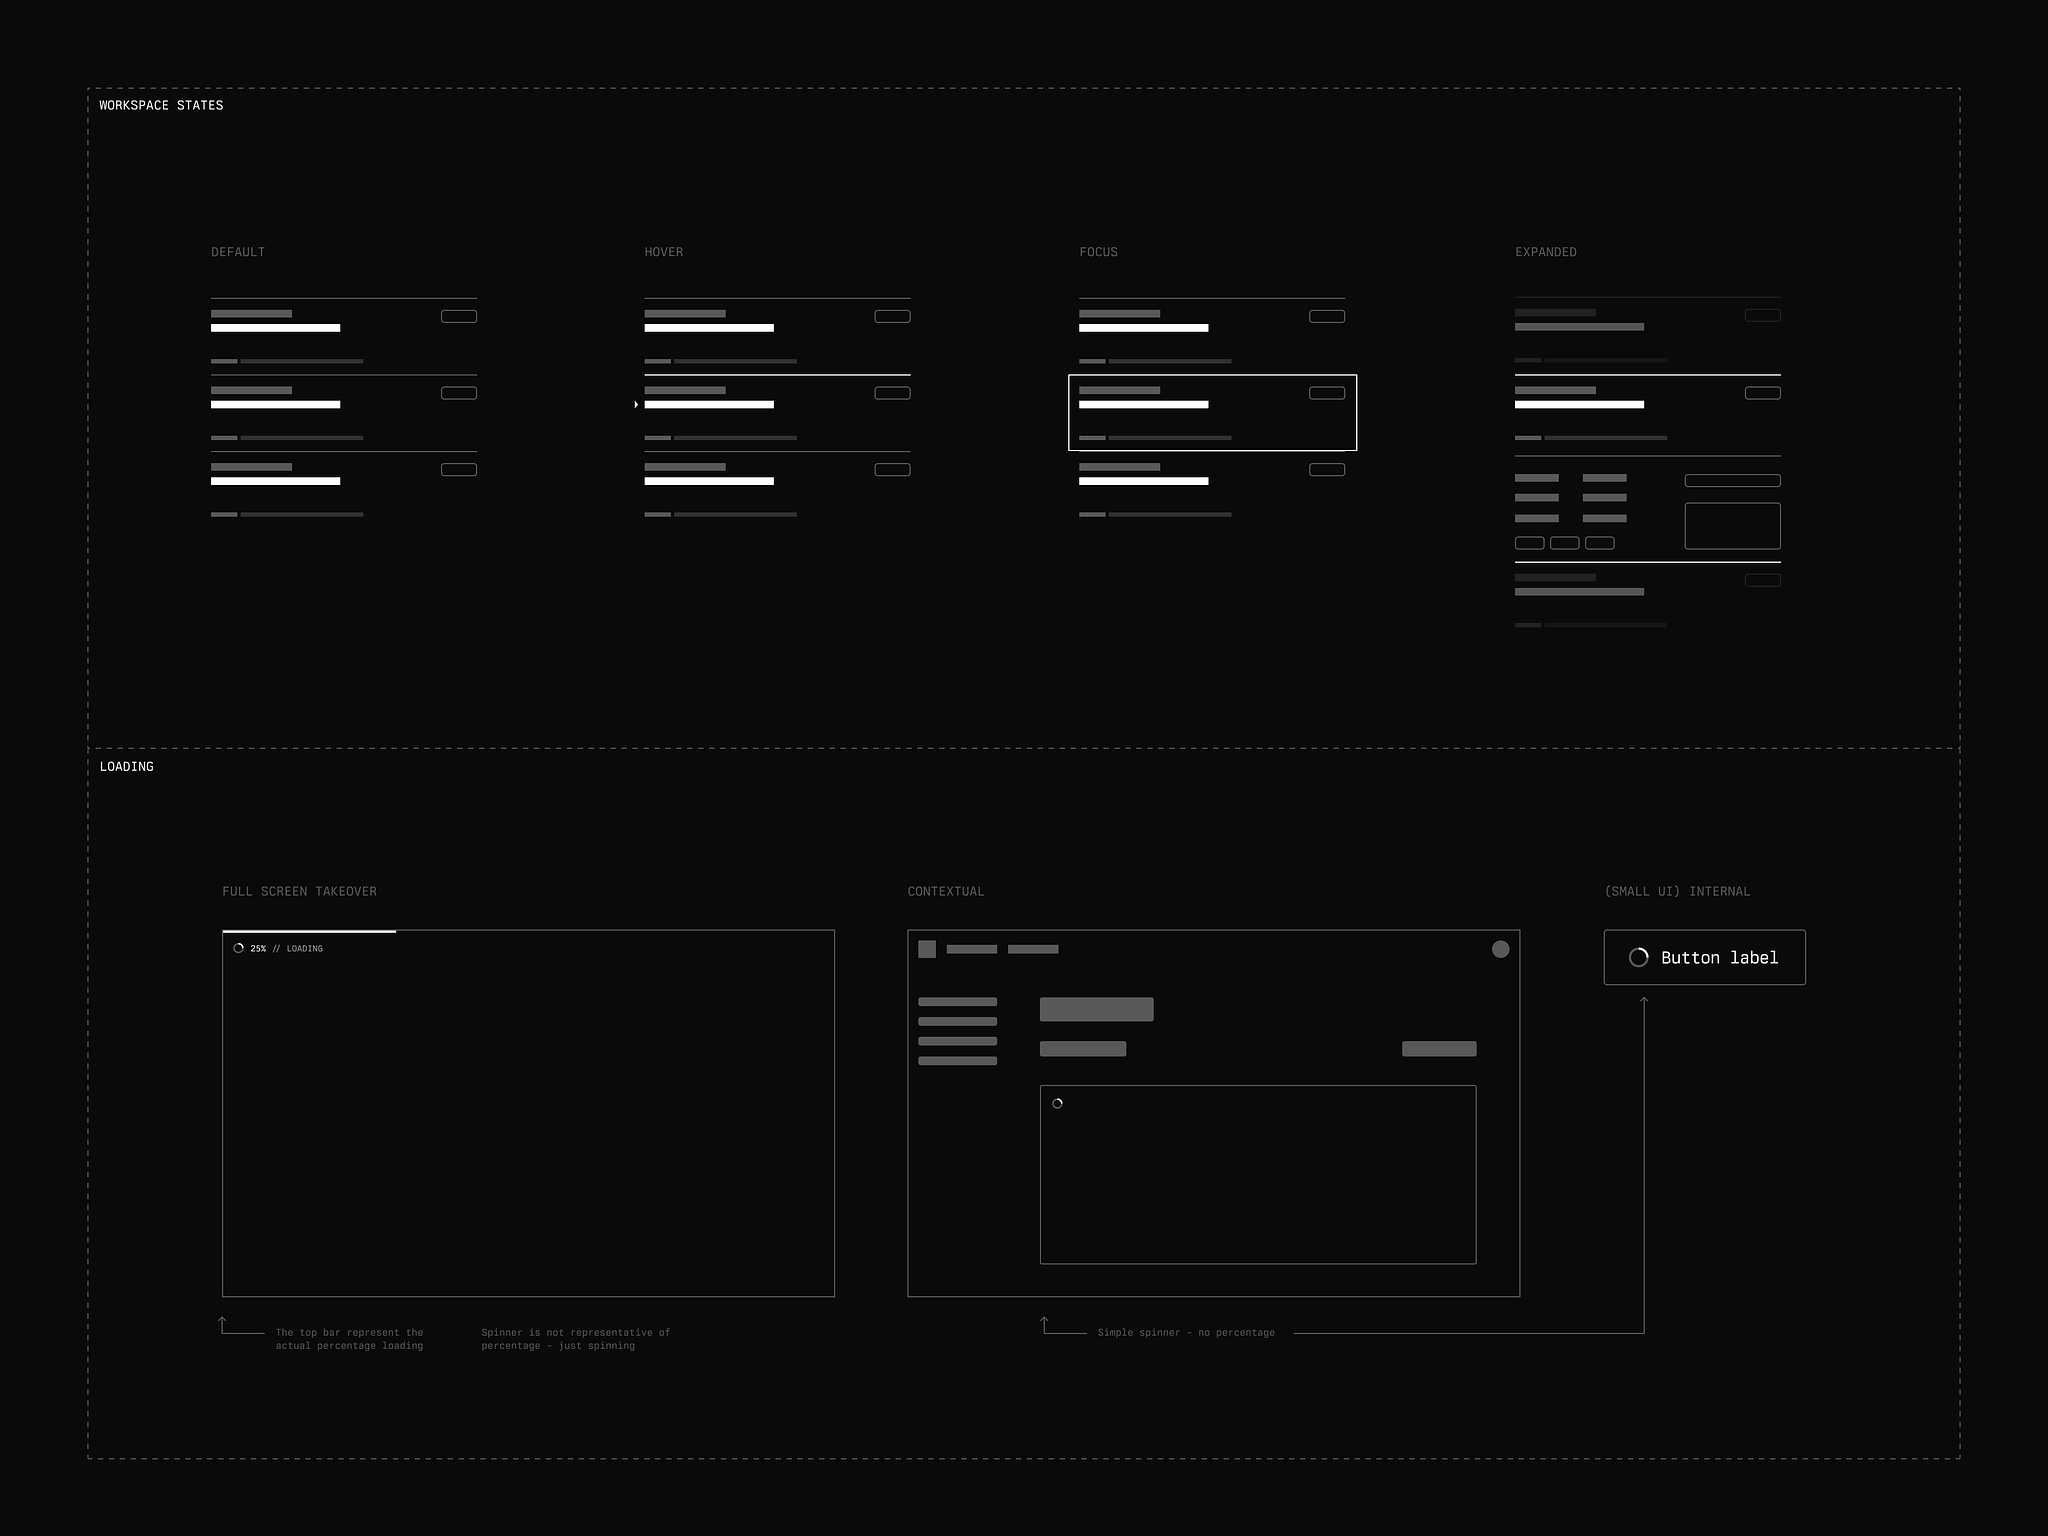 WORKSPACE STATES
DEFAULT
HOVER
FOCUS
EXPANDED
LOADING
FULL SCREEN TAKEOVER
CONTEXTUAL
(SMALL UI) INTERNAL
25% // LOADING
Button label
The top bar represent the
actual percentage loading
Spinner is not representative of
percentage - just spinning
Simple spinner - no percentage